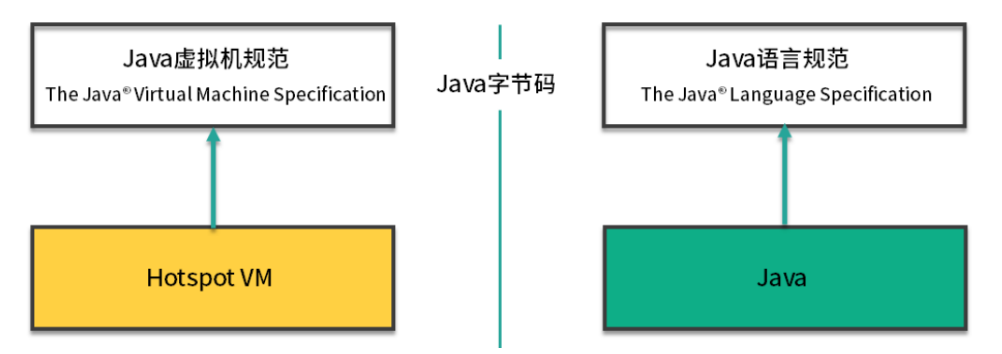 Java虚拟机规范
The Java® Virtual Machine Specification
Java字节码
Java语言规范
The Java® Language Specification
Hotspot VM
Java